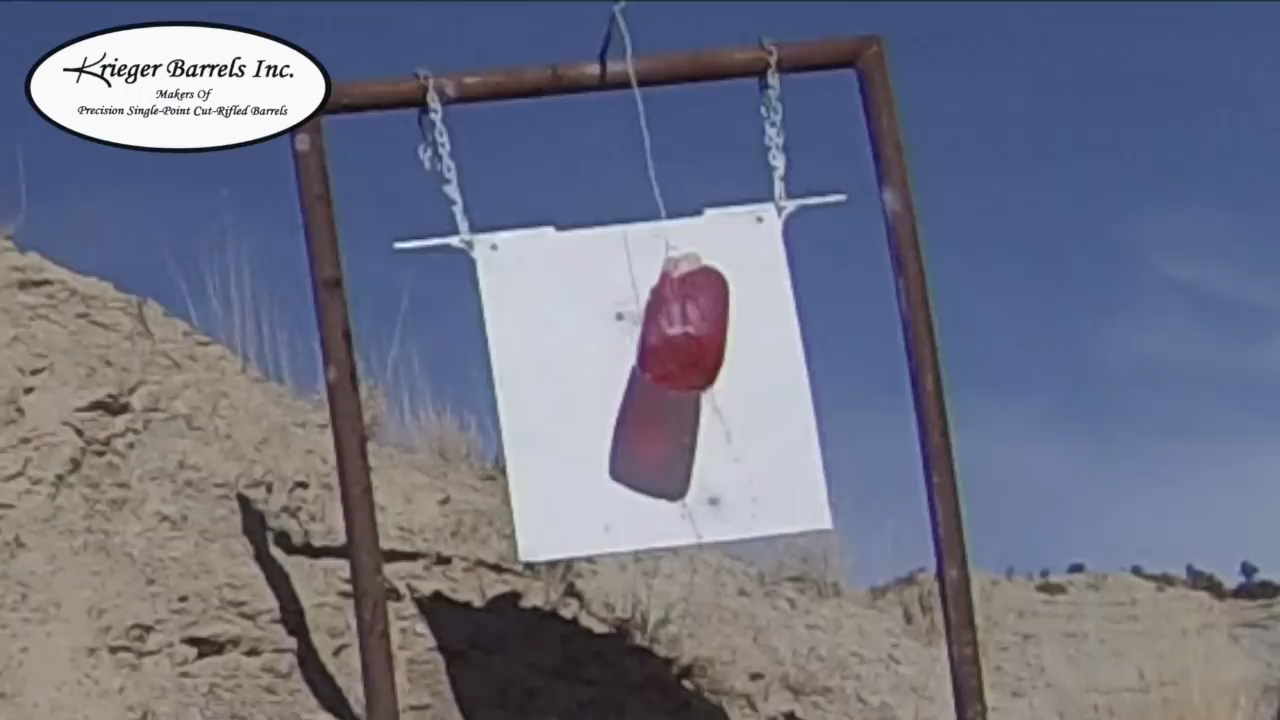 Krieger Barrels Inc.
Makers Of
Precision Single-Point Cut-Rifled Barrels